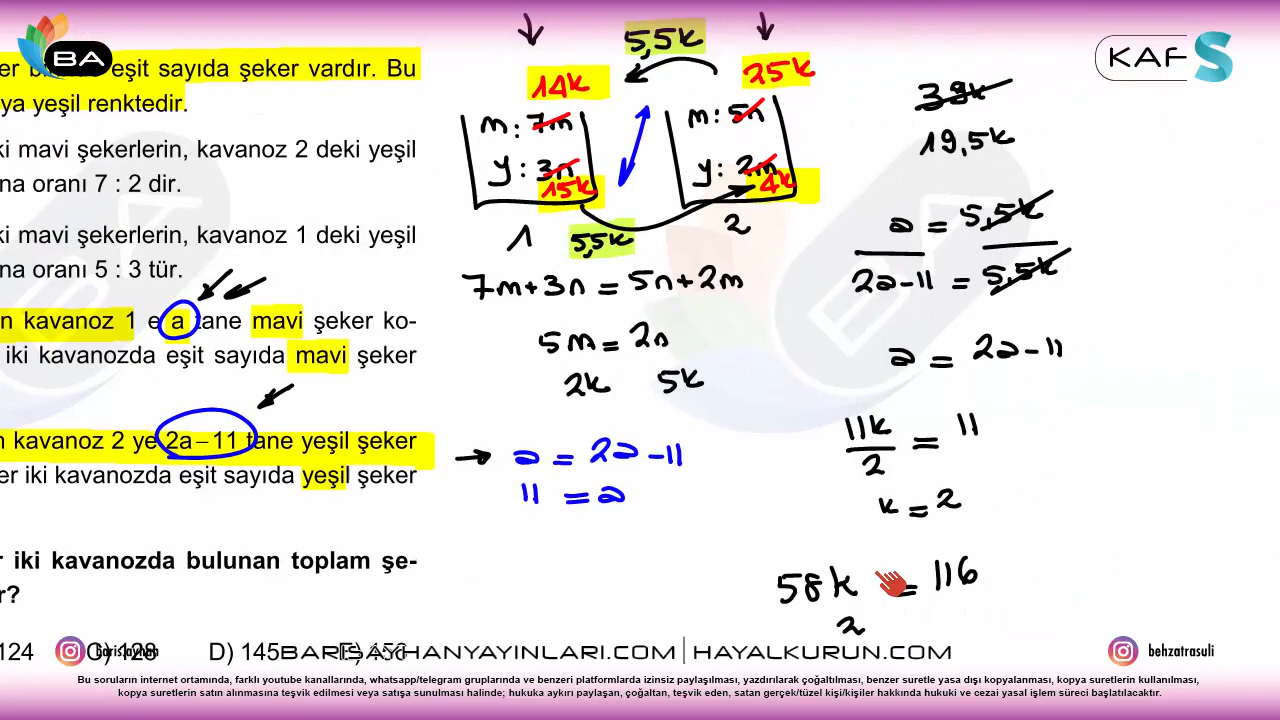 BA
KAF S
eşit sayıda şeker vardır. Bu
ya yeşil renktedir.
ki mavi şekerlerin, kavanoz 2 deki yeşil
na oranı 7 : 2 dir.
ki mavi şekerlerin, kavanoz 1 deki yeşil
na oranı 5 : 3 tür.
n kavanoz 1 e a tane mavi şeker ko-
iki kavanozda eşit sayıda mavi şeker
n kavanoz 2 ye 2a – 11 tane yeşil şeker
er iki kavanozda eşit sayıda yeşil şeker
r iki kavanozda bulunan toplam şe-
r?
124 C) 128 D) 145 E) 156
5,5k
14k 25k
m: 7m m: 5n
y: 3n y: 2m
15k 4k
1 5,5k 2
7m+3n = 5n+2m
5m = 2n
2k 5k
a = 2a - 11
11 = a
39k
19,5k
a = 5,5k
2a-11 = 5,5k
a = 2a-11
11k/2 = 11
k = 2
58k = 116
2
barisayhan
BARISAYHANYAYINLARI.COM | HAYALKURUN.COM
behzatrasuli
Bu soruların internet ortamında, farklı youtube kanallarında, whatsapp/telegram gruplarında ve benzeri platformlarda izinsiz paylaşılması, yazdırılarak çoğaltılması, benzer suretle yasa dışı kopyalanması, kopya suretlerin kullanılması,
kopya suretlerin satın alınmasına teşvik edilmesi veya satışa sunulması halinde; hukuka aykırı paylaşan, çoğaltan, teşvik eden, satan gerçek/tüzel kişi/kişiler hakkında hukuki ve cezai yasal işlem süreci başlatılacaktır.